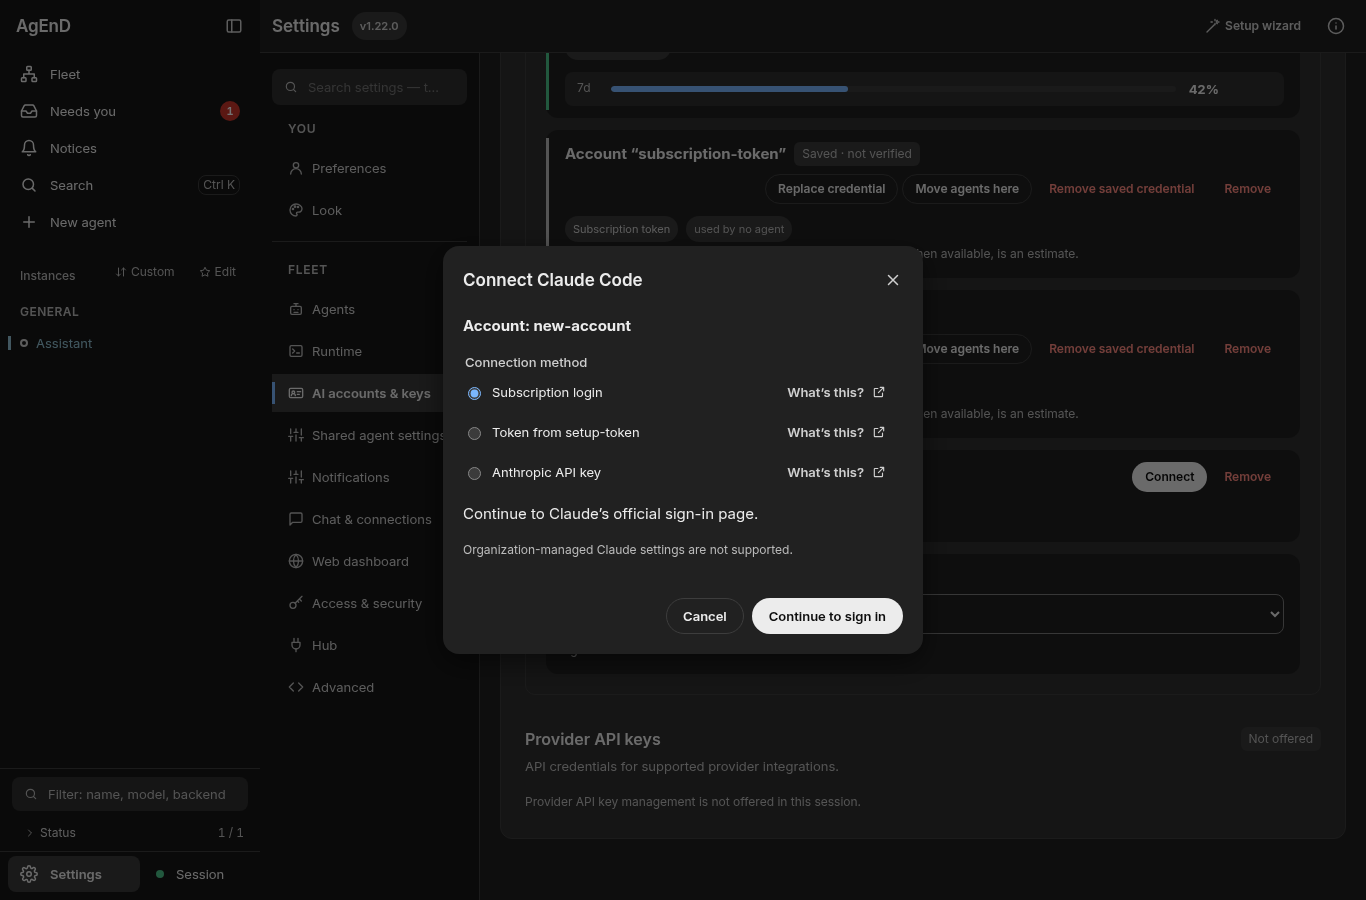 AgEnD
Settings
v1.22.0
Setup wizard
Fleet
Needs you
1
Notices
Search
Ctrl K
New agent
Instances
Custom
Edit
GENERAL
Assistant
Filter: name, model, backend
Status
1 / 1
Settings
Session
Search settings — t...
YOU
Preferences
Look
FLEET
Agents
Runtime
AI accounts & keys
Shared agent settings
Notifications
Chat & connections
Web dashboard
Access & security
Hub
Advanced
7d
42%
Account “subscription-token”
Saved · not verified
Replace credential
Move agents here
Remove saved credential
Remove
Subscription token
used by no agent
en available, is an estimate.
Move agents here
Remove saved credential
Remove
en available, is an estimate.
Connect
Remove
Connect Claude Code
Account: new-account
Connection method
Subscription login
What’s this?
Token from setup-token
What’s this?
Anthropic API key
What’s this?
Continue to Claude’s official sign-in page.
Organization-managed Claude settings are not supported.
Cancel
Continue to sign in
Provider API keys
Not offered
API credentials for supported provider integrations.
Provider API key management is not offered in this session.